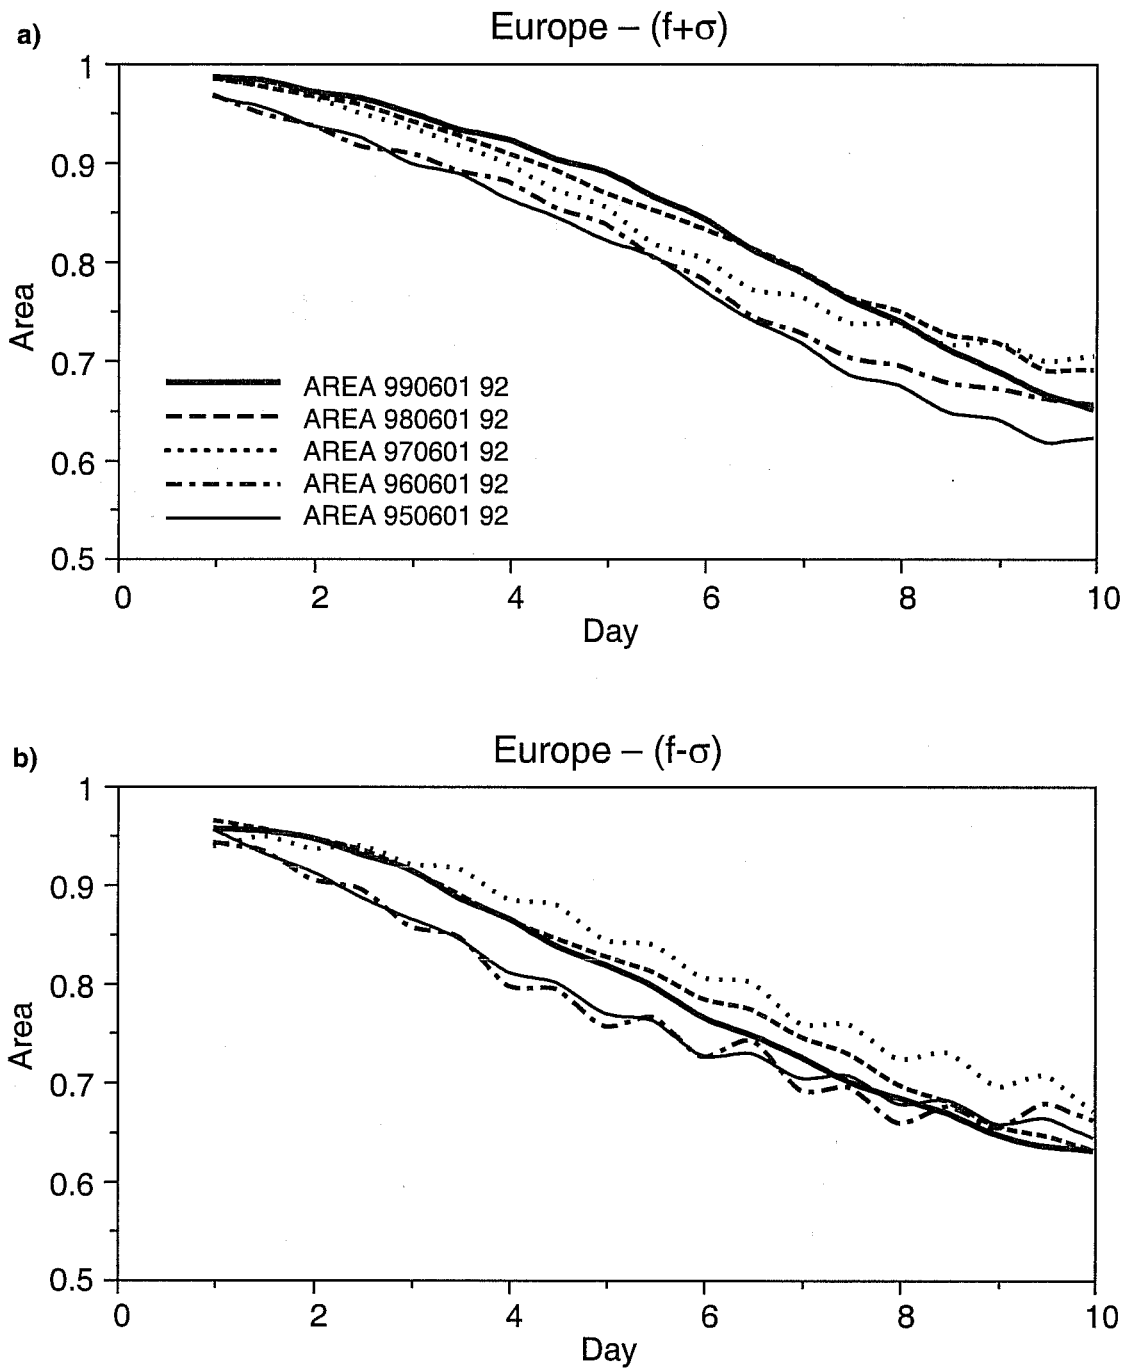 a)
Europe – (f+σ)
1
0.9
0.8
0.7
0.6
0.5
Area
AREA 990601 92
AREA 980601 92
AREA 970601 92
AREA 960601 92
AREA 950601 92
0 2 4 6 8 10
Day
b)
Europe – (f-σ)
1
0.9
0.8
0.7
0.6
0.5
Area
0 2 4 6 8 10
Day